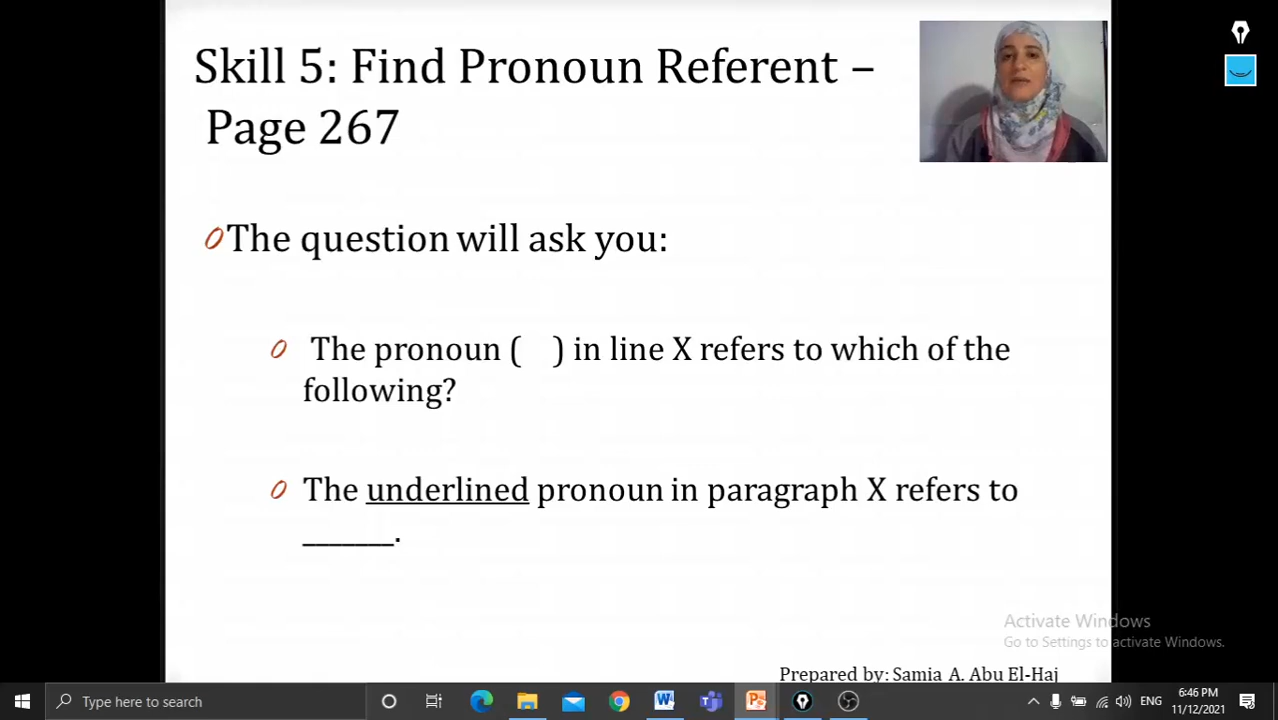 Skill 5: Find Pronoun Referent –
Page 267
The question will ask you:
The pronoun (   ) in line X refers to which of the
following?
The underlined pronoun in paragraph X refers to
_______.
Activate Windows
Go to Settings to activate Windows.
Prepared by: Samia A. Abu El-Haj
Type here to search
ENG
6:46 PM
11/12/2021